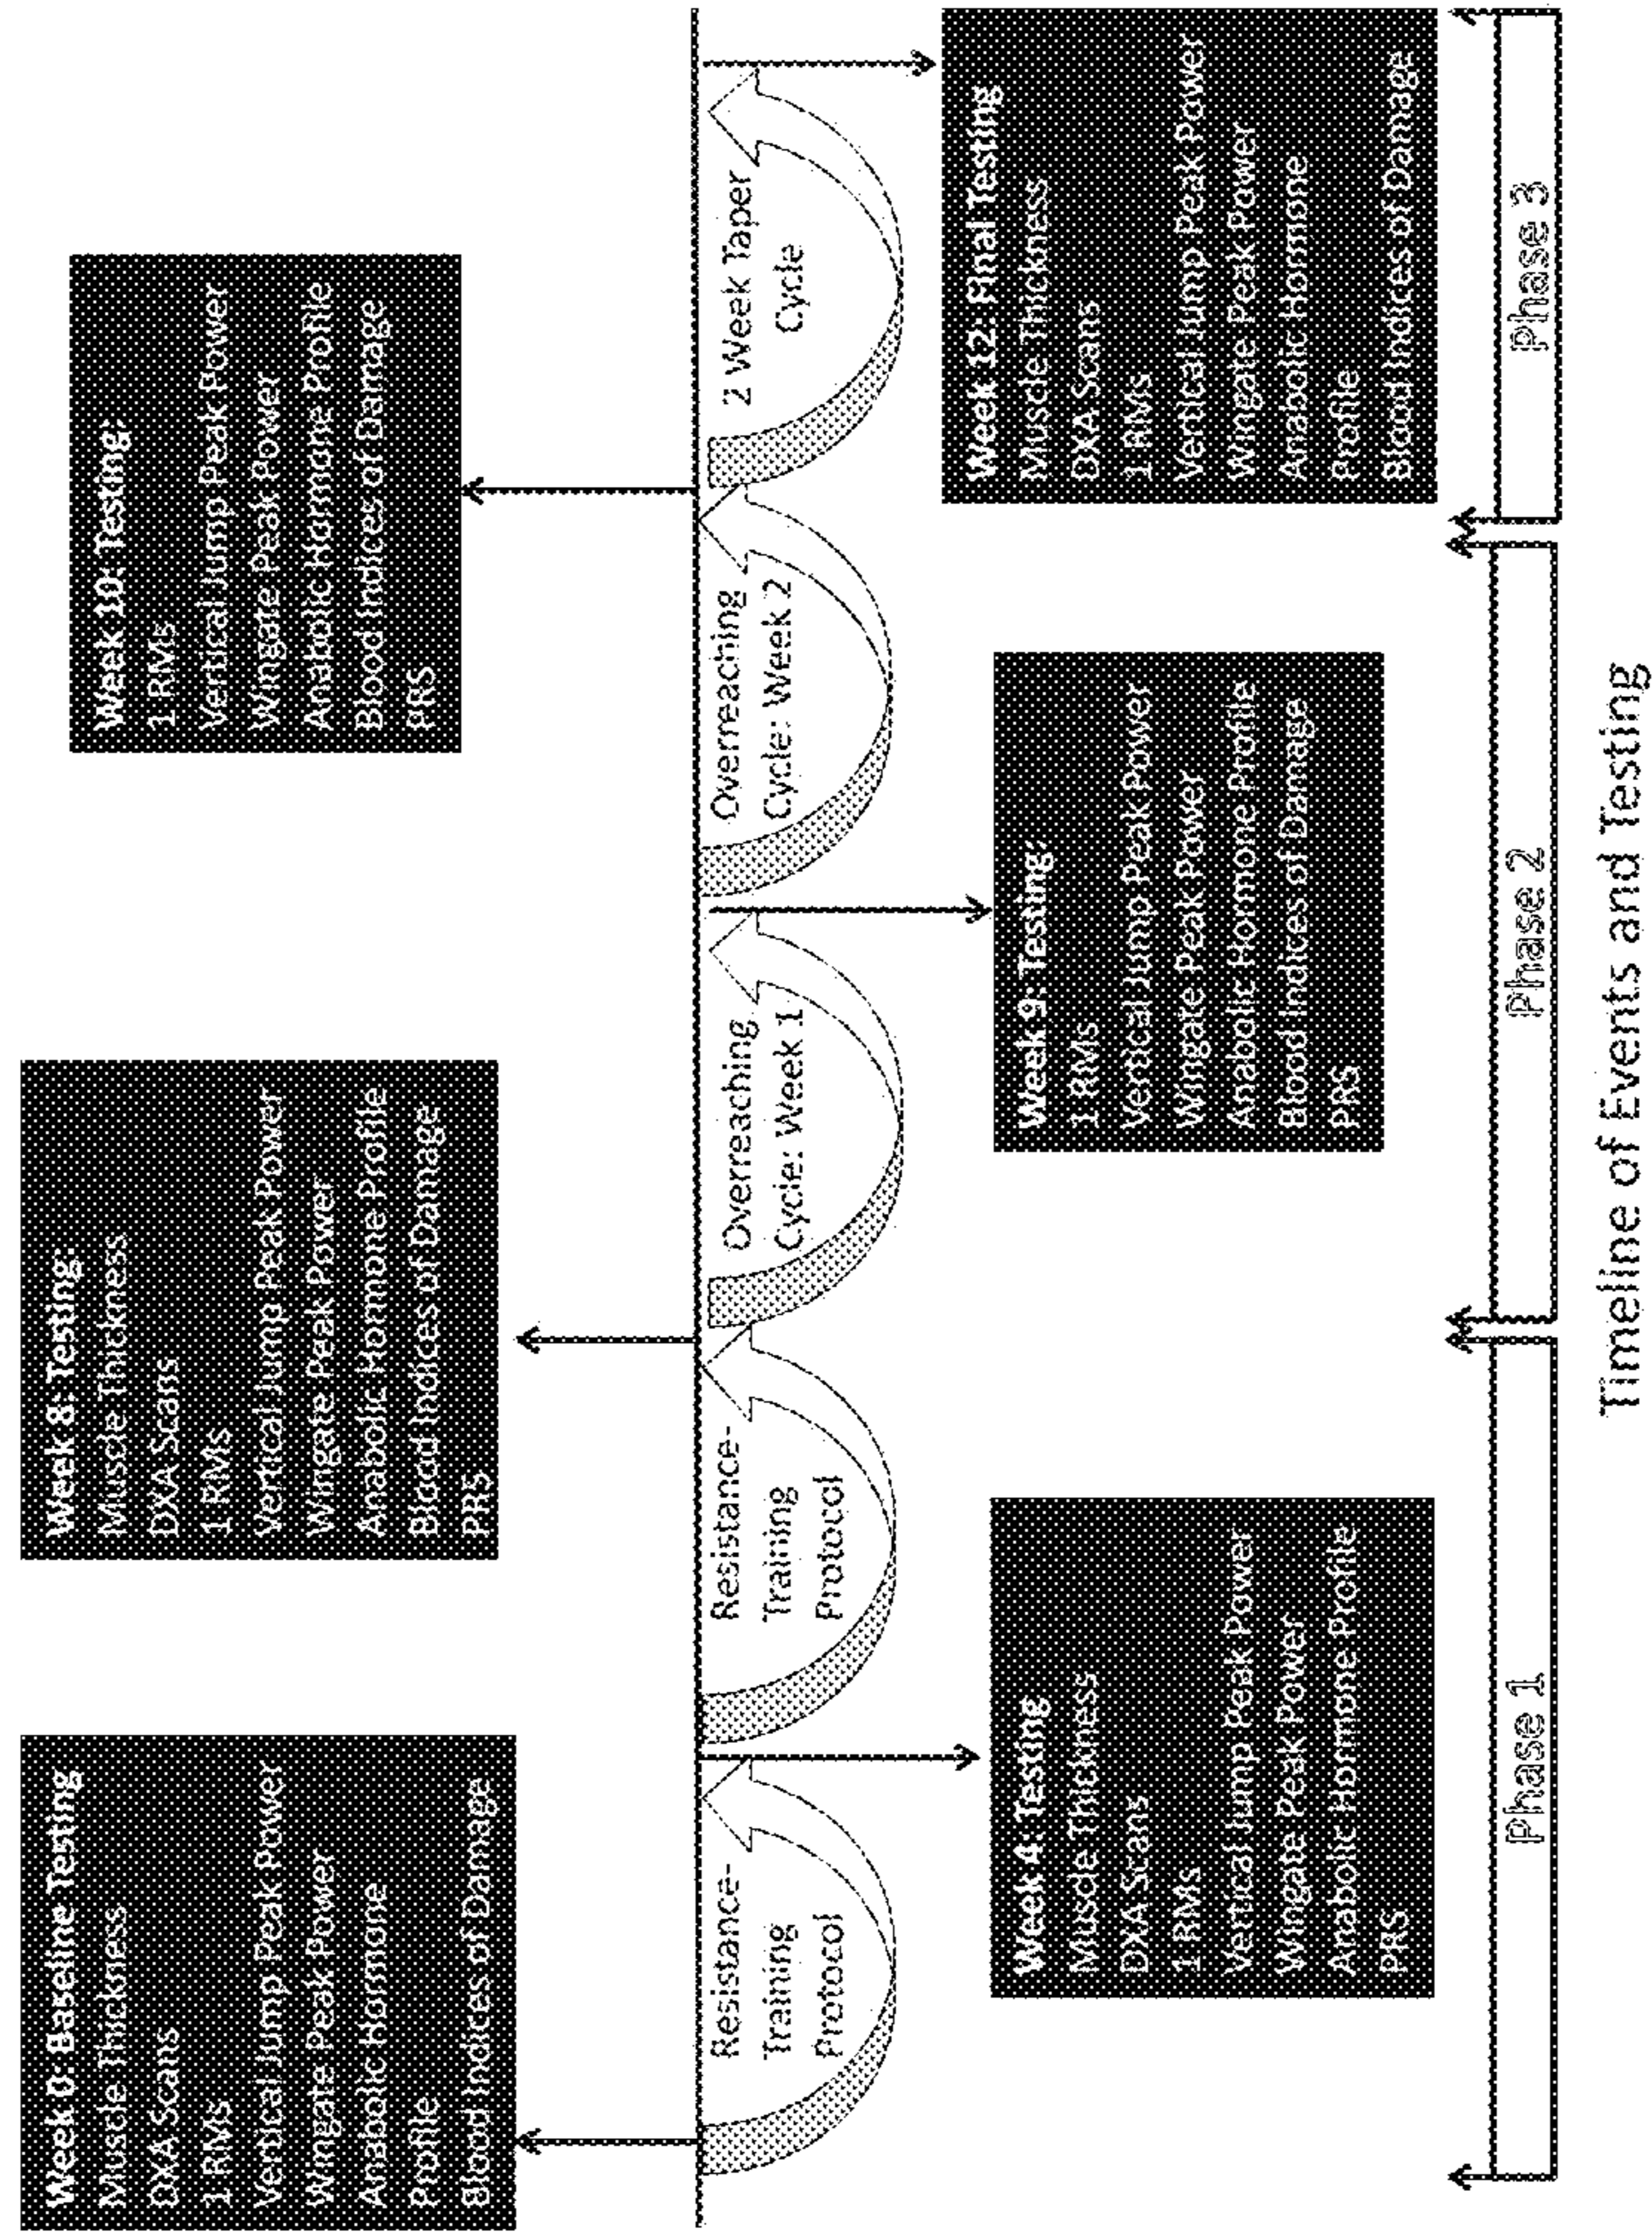 Week 0: Baseline Testing
Muscle Thickness
DXA Scans
1 RMs
Vertical Jump Peak Power
Wingate Peak Power
Anabolic Hormone
Profile
Blood Indices of Damage
Week 8: Testing:
Muscle Thickness
DXA Scans
1 RMs
Vertical Jump Peak Power
Wingate Peak Power
Anabolic Hormone Profile
Blood Indices of Damage
PRS
Week 10: Testing:
1 RMs
Vertical Jump Peak Power
Wingate Peak Power
Anabolic Hormone Profile
Blood Indices of Damage
PRS
Resistance-
Training
Protocol
Resistance-
Training
Protocol
Overreaching
Cycle: Week 1
Overreaching
Cycle: Week 2
2 Week Taper
Cycle
Week 4: Testing
Muscle Thickness
DXA Scans
1 RMs
Vertical Jump Peak Power
Wingate Peak Power
Anabolic Hormone Profile
PRS
Week 9: Testing:
1 RMs
Vertical Jump Peak Power
Wingate Peak Power
Anabolic Hormone Profile
Blood Indices of Damage
PRS
Week 12: Final Testing
Muscle Thickness
DXA Scans
1 RMs
Vertical Jump Peak Power
Wingate Peak Power
Anabolic Hormone
Profile
Blood Indices of Damage
Phase 1
Phase 2
Phase 3
Timeline of Events and Testing